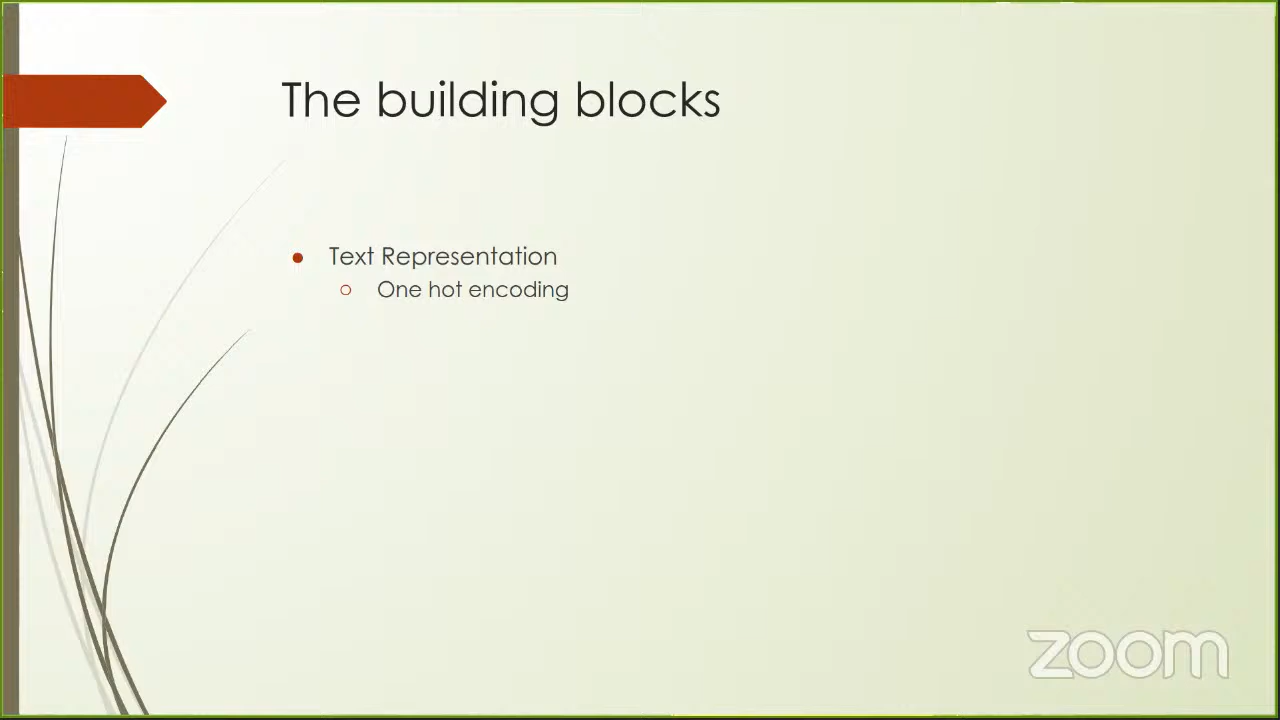 The building blocks
Text Representation
One hot encoding
zoom